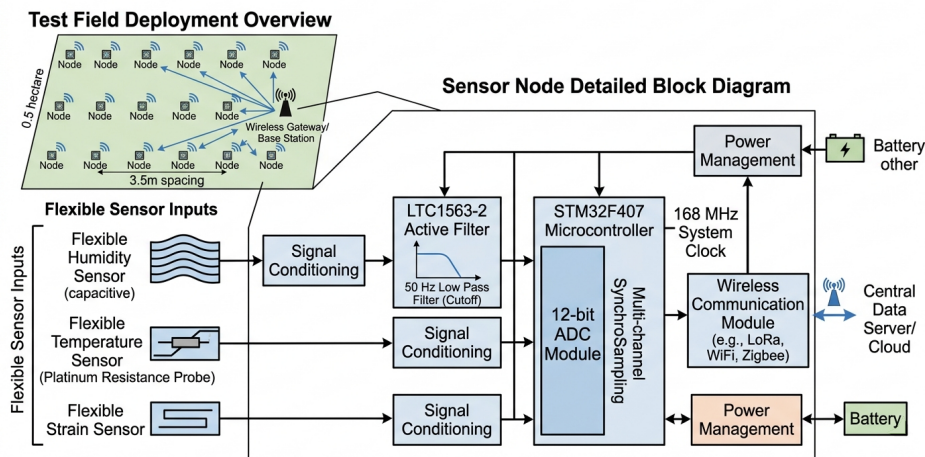 Test Field Deployment Overview
Node Node Node Node Node Node
0.5 heclare
Node Node Node Node
Wireless Gateway/
Base Station
Node Node Node Node Node Node
3.5m spacing
Sensor Node Detailed Block Diagram
Power
Management
Battery
other
Flexible Sensor Inputs
Flexible Sensor Inputs
Flexible
Humidity
Sensor
(capacitive)
Signal
Conditioning
LTC1563-2
Active Filter
50 Hz Low Pass
Filter (Cutoff)
STM32F407
Microcontroller
168 MHz
System
Clock
12-bit
ADC
Module
Multi-channel
SynchroSampling
Wireless
Communication
Module
(e.g., LoRa,
WiFi, Zigbee)
Central
Data
Server/
Cloud
Flexible
Temperature
Sensor
(Platinum Resistance Probe)
Signal
Conditioning
Flexible
Strain Sensor
Signal
Conditioning
Power
Management
Battery